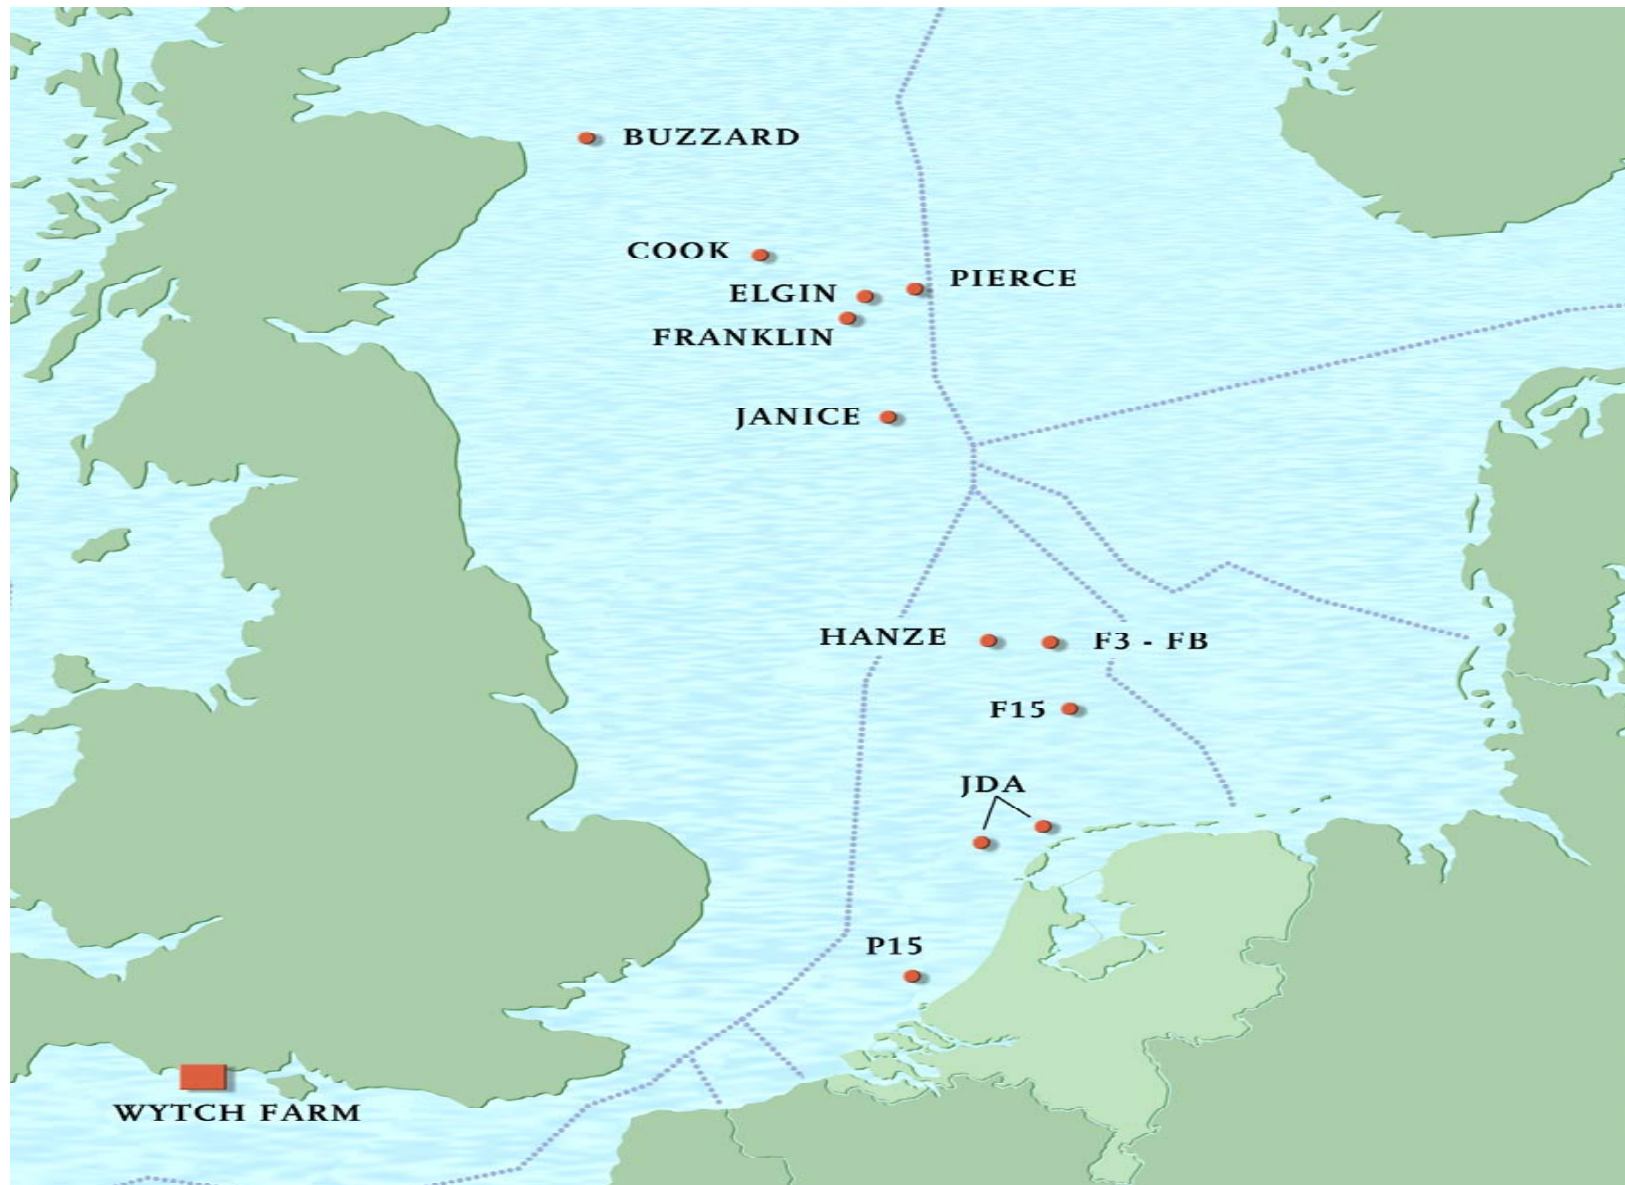 BUZZARD
COOK
PIERCE
ELGIN
FRANKLIN
JANICE
HANZE
F3 - FB
F15
JDA
P15
WYTCH FARM